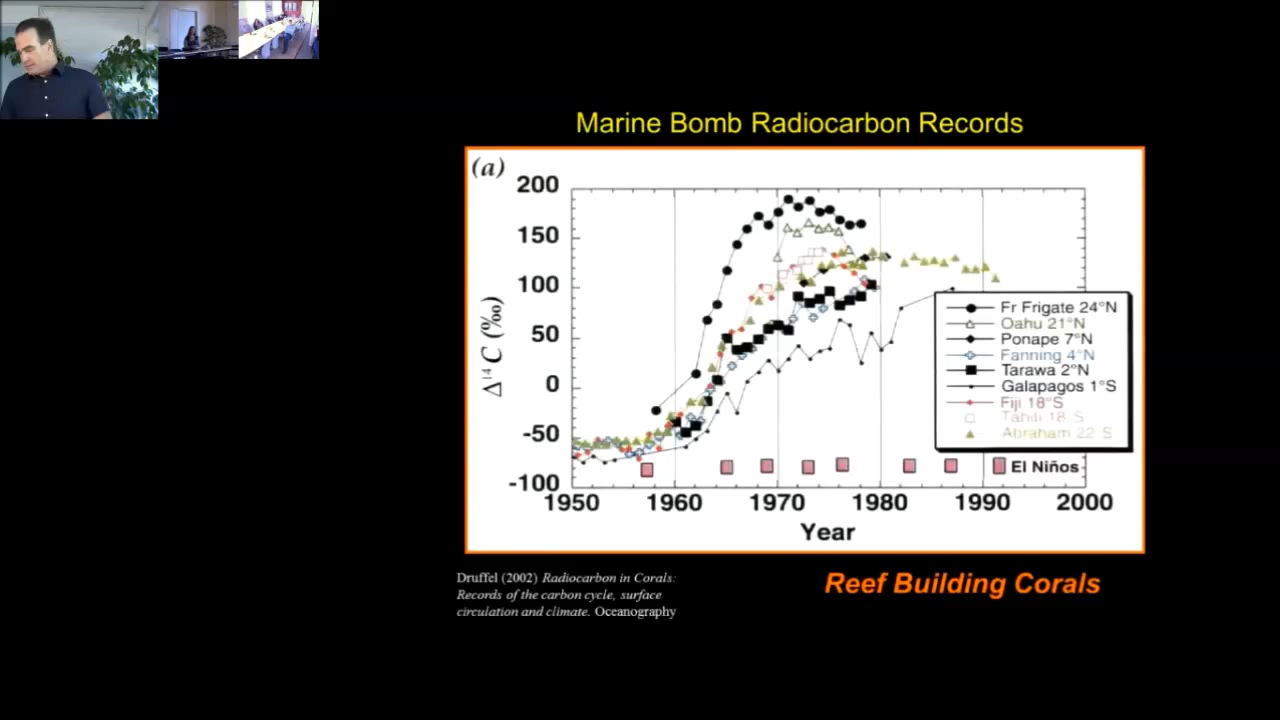 Marine Bomb Radiocarbon Records
(a)
200
150
100
50
0
-50
-100
Δ¹⁴C (‰)
1950 1960 1970 1980 1990 2000
Year
Fr Frigate 24°N
Oahu 21°N
Ponape 7°N
Fanning 4°N
Tarawa 2°N
Galapagos 1°S
Fiji 18°S
Tahiti 18°S
Abraham 22°S
El Niños
Druffel (2002) Radiocarbon in Corals:
Records of the carbon cycle, surface
circulation and climate. Oceanography
Reef Building Corals